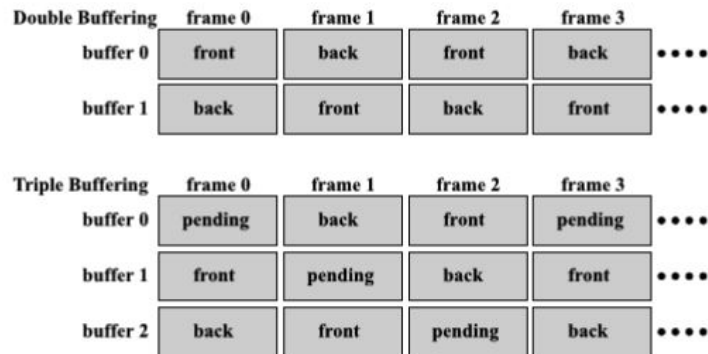 Double Buffering frame 0 frame 1 frame 2 frame 3
buffer 0 front back front back
buffer 1 back front back front
Triple Buffering frame 0 frame 1 frame 2 frame 3
buffer 0 pending back front pending
buffer 1 front pending back front
buffer 2 back front pending back